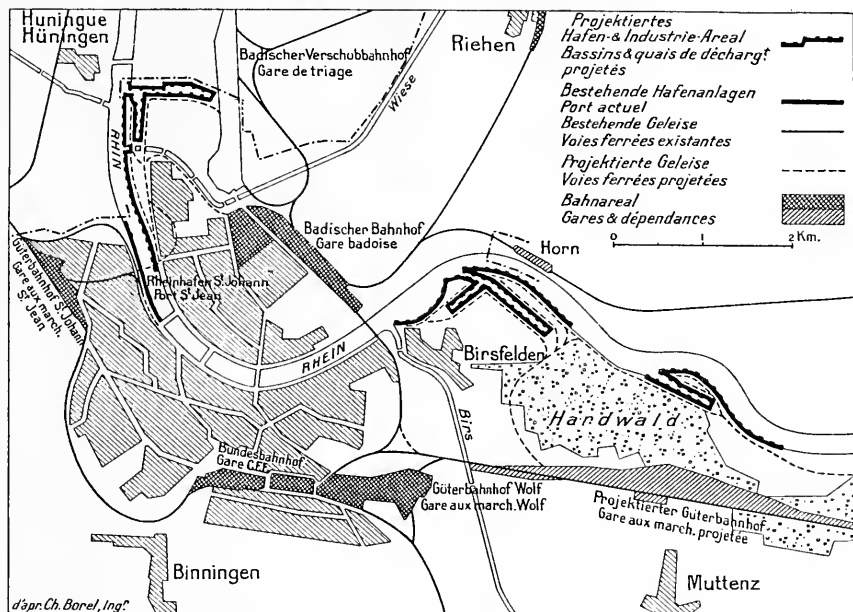 Huningue
Hüningen
Badischer Verschubbahnhof
Gare de triage
Riehen
Wiese
RHIN
Projektiertes
Hafen- & Industrie-Areal
Bassins & quais de déchargt.
projetés
Bestehende Hafenanlagen
Port actuel
Bestehende Geleise
Voies ferrées existantes
Projektierte Geleise
Voies ferrées projetées
Bahnareal
Gares & dépendances
0 1 2 Km.
Badischer Bahnhof
Gare badoise
Horn
Güterbahnhof St. Johann
Gare aux march.
St. Jean
Rheinhafen St. Johann
Port St. Jean
RHEIN
Birsfelden
Birs
Hardwald
Bundesbahnhof
Gare C.F.F.
Güterbahnhof Wolf
Gare aux march. Wolf
Projektierter Güterbahnhof
Gare aux march. projetée
Binningen
Muttenz
d'apr. Ch. Borel, Ingr.